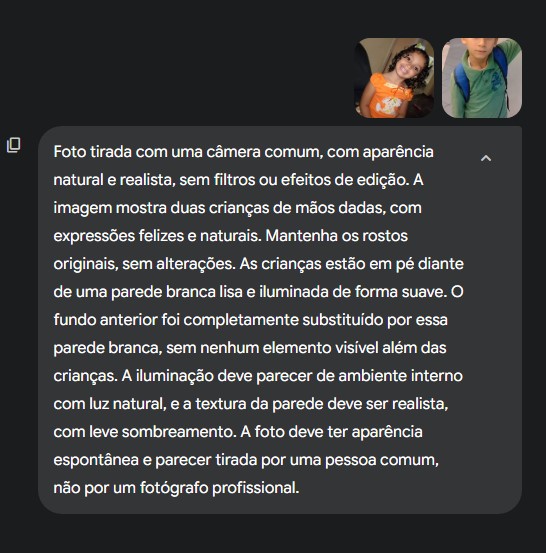 Foto tirada com uma câmera comum, com aparência
natural e realista, sem filtros ou efeitos de edição. A
imagem mostra duas crianças de mãos dadas, com
expressões felizes e naturais. Mantenha os rostos
originais, sem alterações. As crianças estão em pé diante
de uma parede branca lisa e iluminada de forma suave. O
fundo anterior foi completamente substituído por essa
parede branca, sem nenhum elemento visível além das
crianças. A iluminação deve parecer de ambiente interno
com luz natural, e a textura da parede deve ser realista,
com leve sombreamento. A foto deve ter aparência
espontânea e parecer tirada por uma pessoa comum,
não por um fotógrafo profissional.